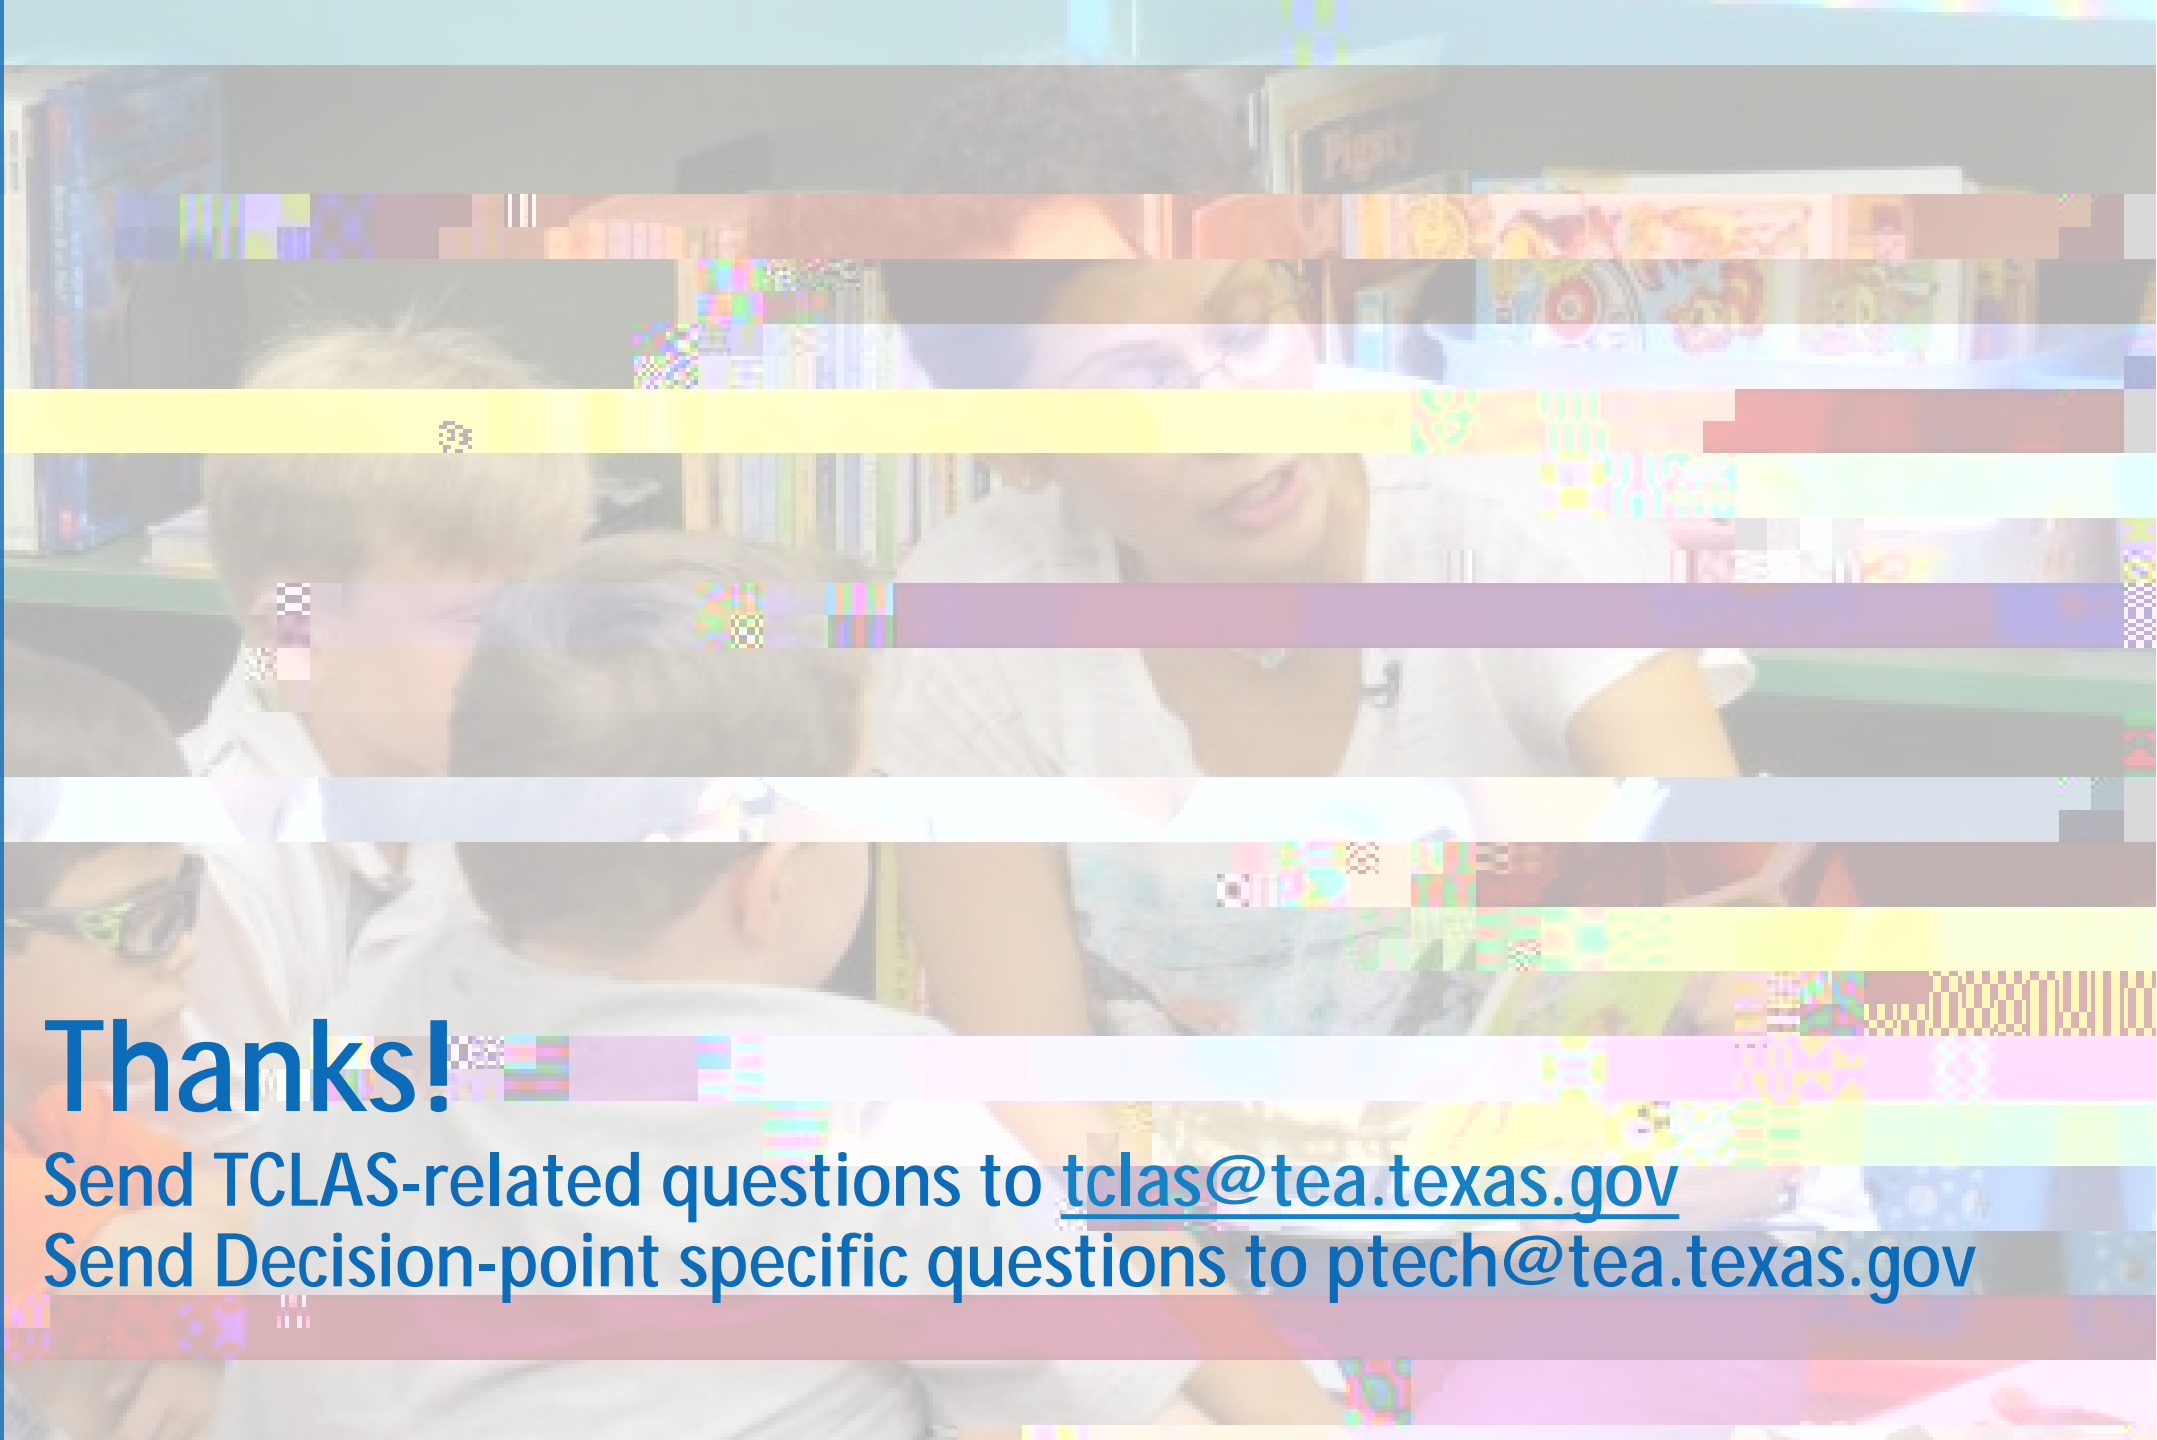 Pigsty
Thanks!
Send TCLAS-related questions to tclas@tea.texas.gov
Send Decision-point specific questions to ptech@tea.texas.gov